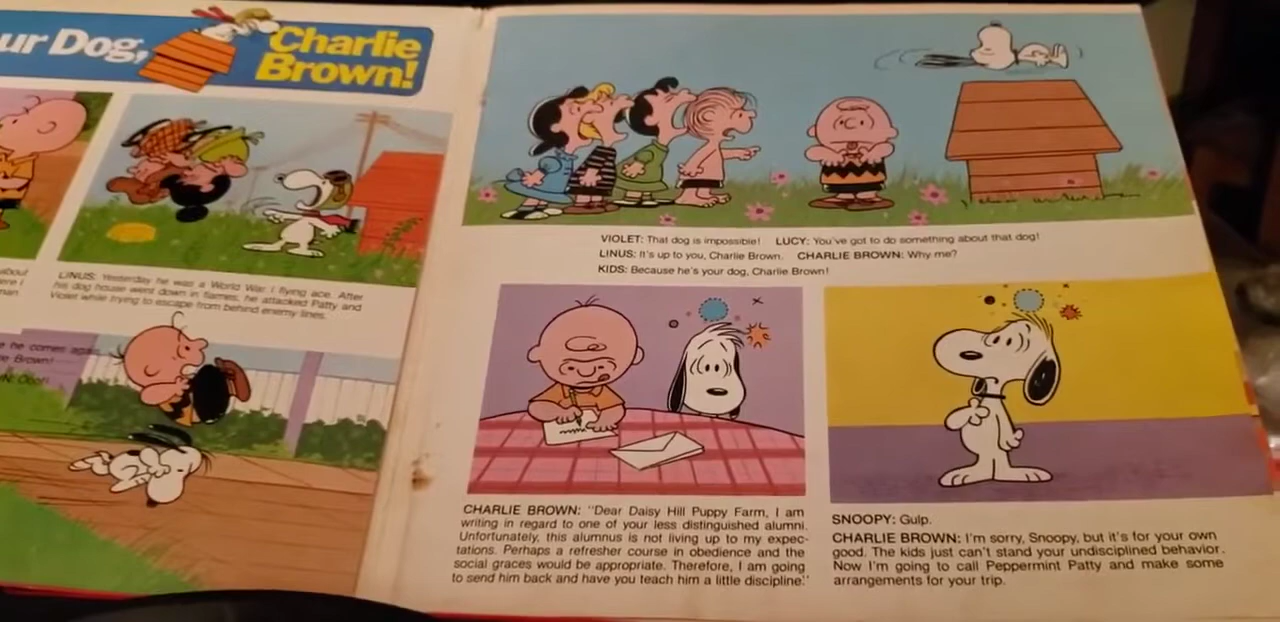 ur Dog,
Charlie
Brown!
about
ere I
man
LINUS: Yesterday he was a World War I flying ace. After
his dog house went down in flames, he attacked Patty and
Violet while trying to escape from behind enemy lines.
he comes again
e Brown!
N: Ooof!
VIOLET: That dog is impossible! LUCY: You've got to do something about that dog!
LINUS: It's up to you, Charlie Brown. CHARLIE BROWN: Why me?
KIDS: Because he's your dog, Charlie Brown!
CHARLIE BROWN: "Dear Daisy Hill Puppy Farm, I am
writing in regard to one of your less distinguished alumni.
Unfortunately, this alumnus is not living up to my expec-
tations. Perhaps a refresher course in obedience and the
social graces would be appropriate. Therefore, I am going
to send him back and have you teach him a little discipline."
SNOOPY: Gulp.
CHARLIE BROWN: I'm sorry, Snoopy, but it's for your own
good. The kids just can't stand your undisciplined behavior.
Now I'm going to call Peppermint Patty and make some
arrangements for your trip.